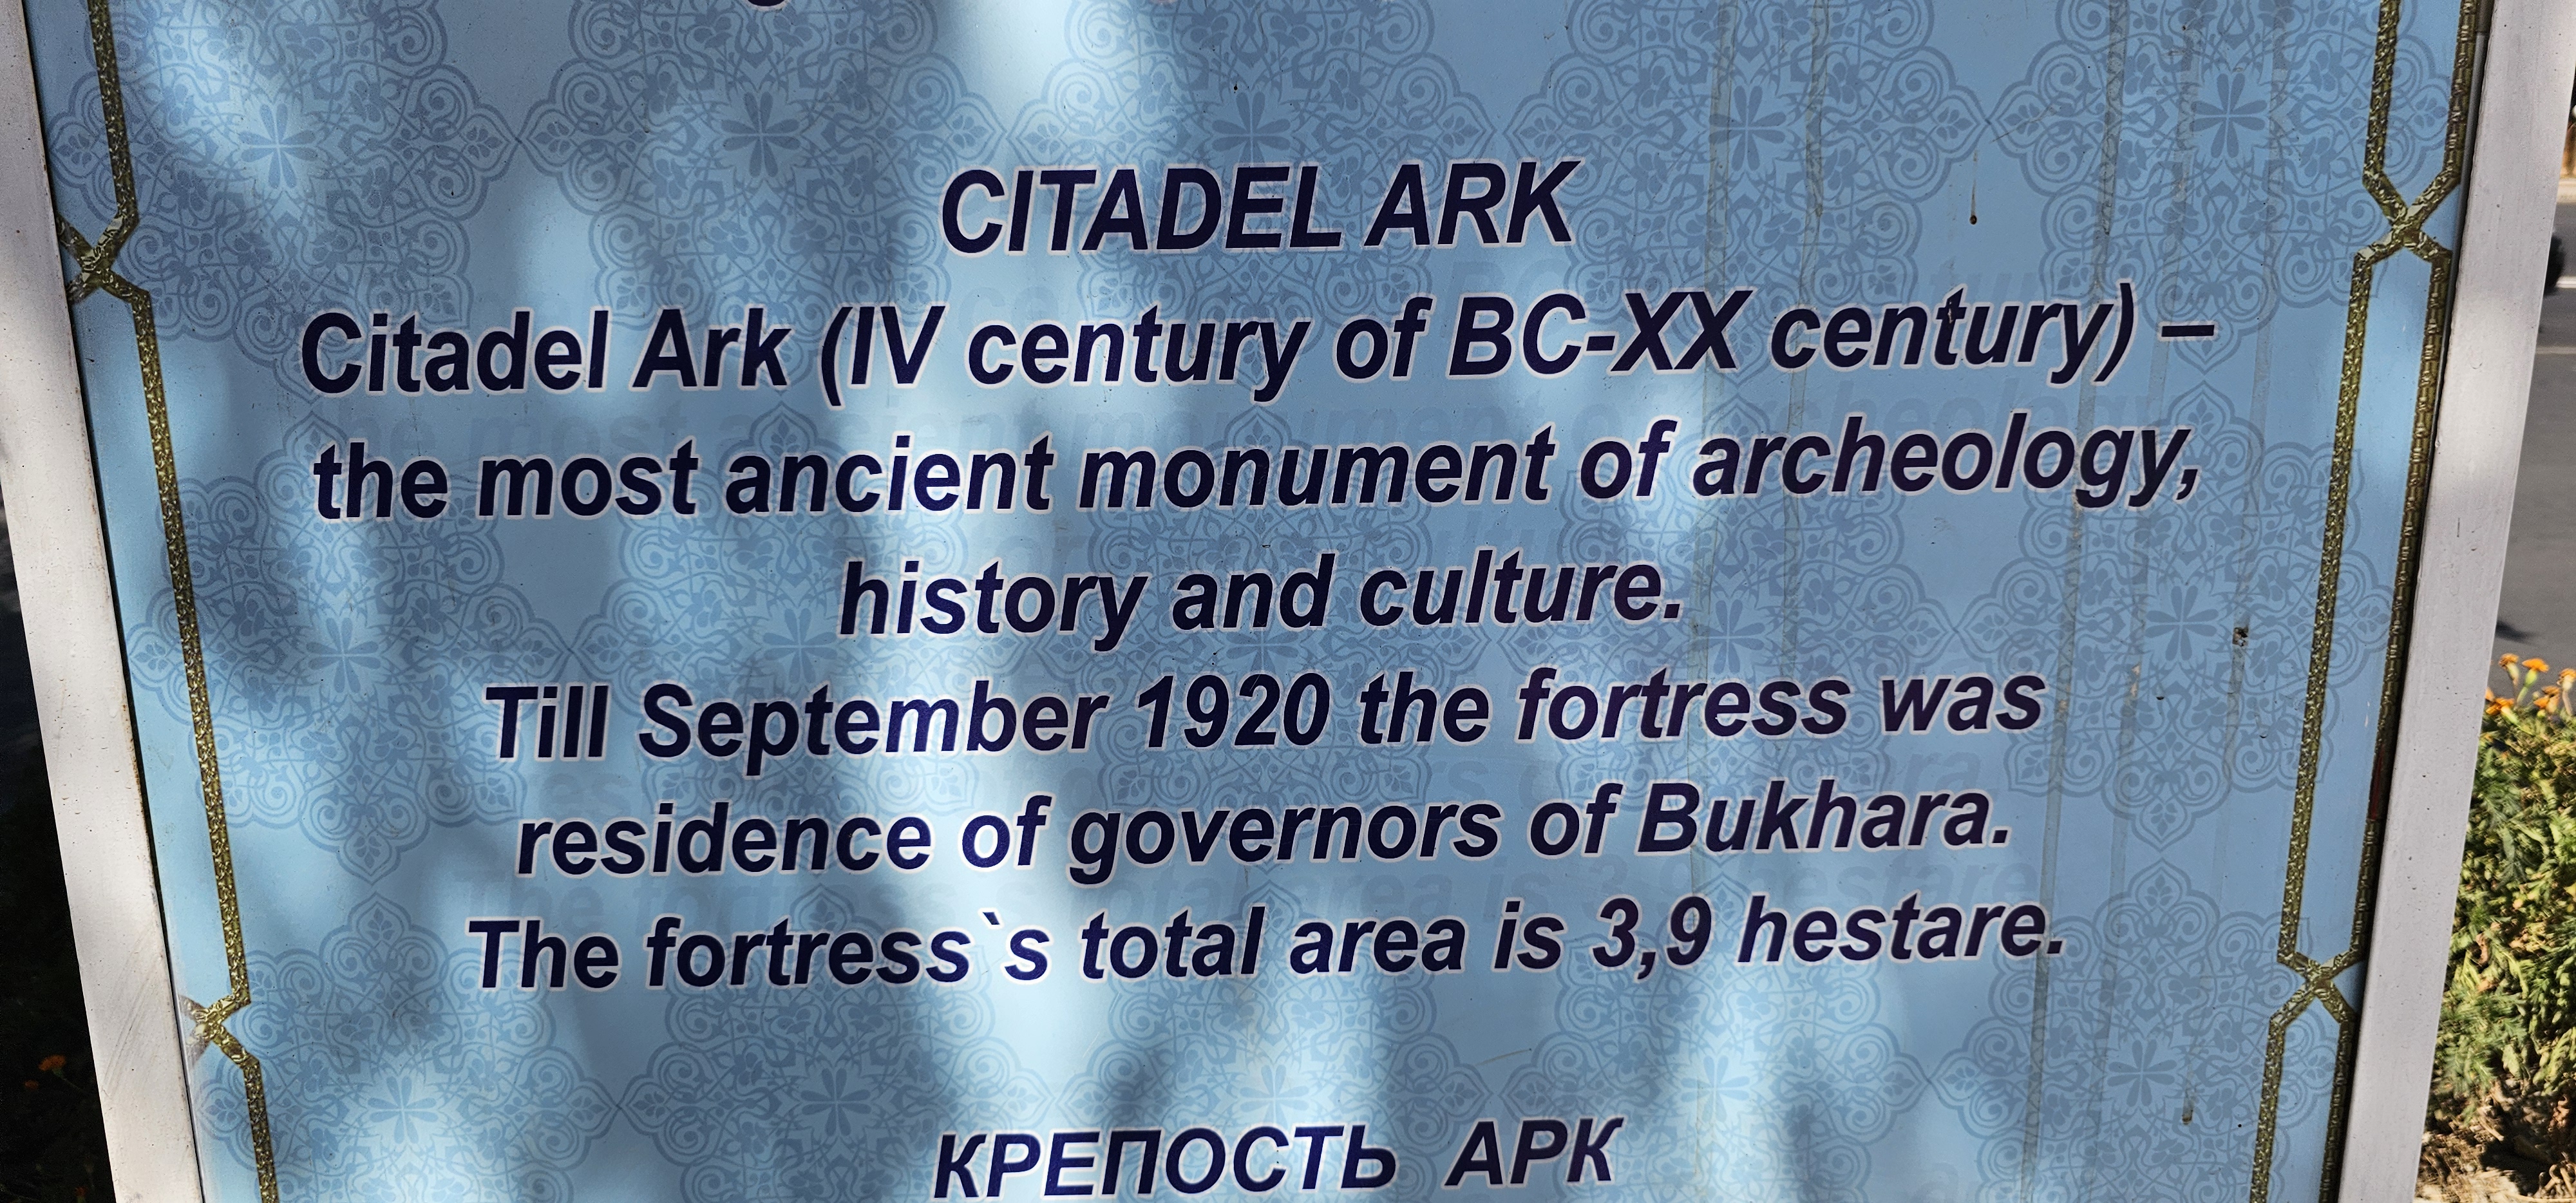 CITADEL ARK
Citadel Ark (IV century of BC-XX century) –
the most ancient monument of archeology,
history and culture.
Till September 1920 the fortress was
residence of governors of Bukhara.
The fortress`s total area is 3,9 hestare.
КРЕПОСТЬ АРК